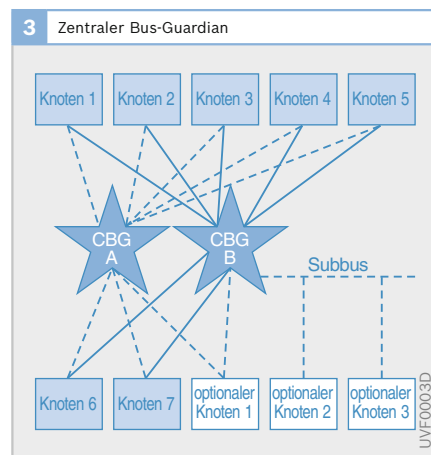 3 Zentraler Bus-Guardian
Knoten 1 Knoten 2 Knoten 3 Knoten 4 Knoten 5
CBG
A
CBG
B
Subbus
Knoten 6 Knoten 7
optionaler
Knoten 1
optionaler
Knoten 2
optionaler
Knoten 3
UVF0003D